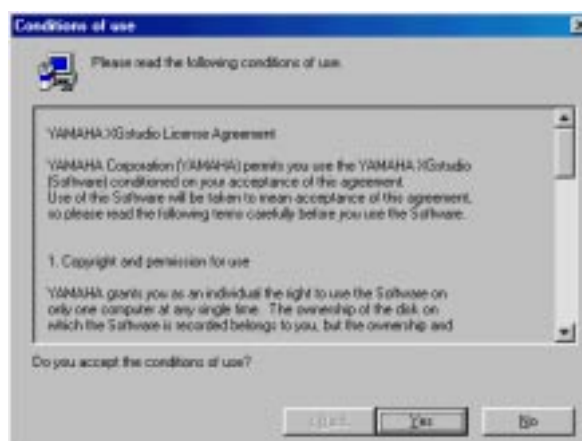 Conditions of use
Please read the following conditions of use.
YAMAHA XGstudio License Agreement
YAMAHA Corporation (YAMAHA) permits you use the YAMAHA XGstudio
(Software) conditioned on your acceptance of this agreement
Use of this Software will be taken to mean acceptance of this agreement,
so please read the following terms carefully before you use the Software.
1. Copyright and permission for use
YAMAHA grants you as an individual the right to use the Software on
only one computer at any single time. The ownership of the disk on
which the Software is recorded belongs to you, but the ownership and
Do you accept the conditions of use?
Yes
No